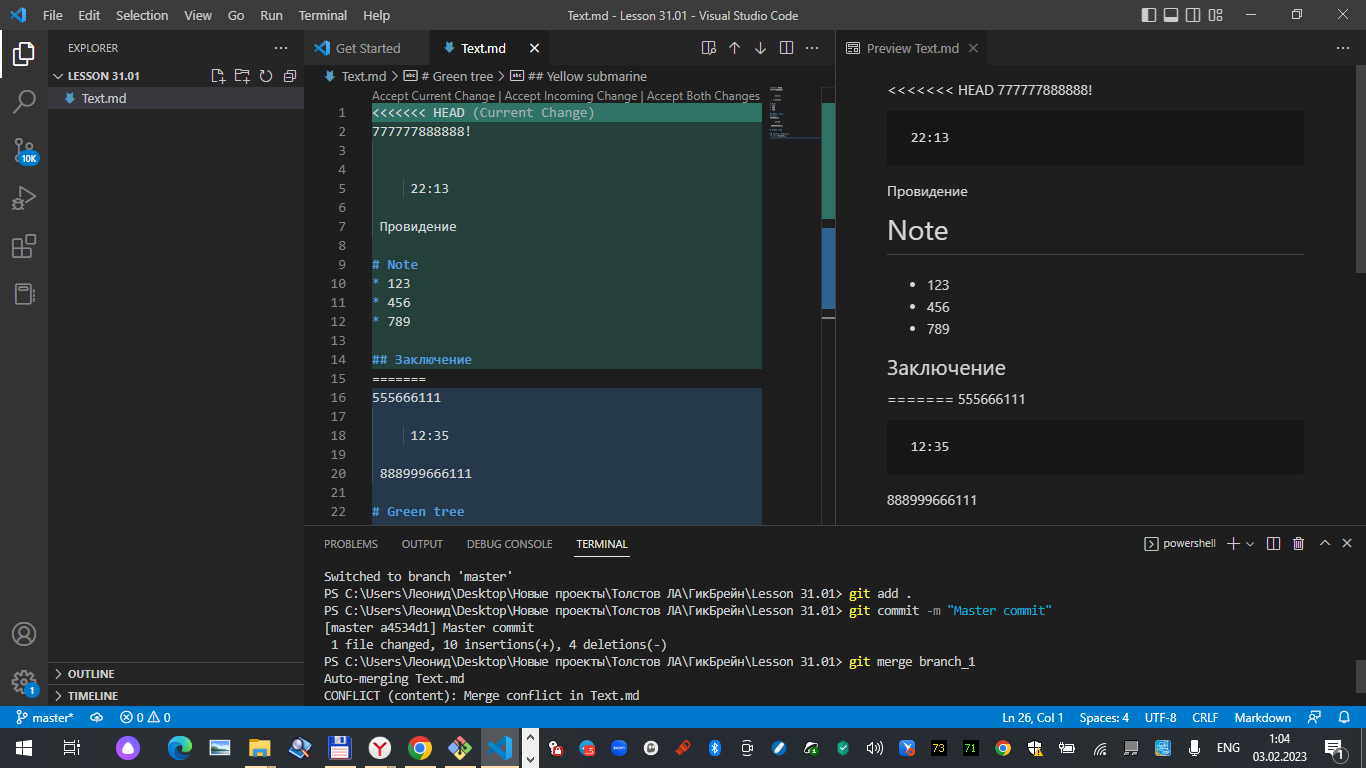 File Edit Selection View Go Run Terminal Help
Text.md - Lesson 31.01 - Visual Studio Code
EXPLORER
LESSON 31.01
Text.md
10K
1
OUTLINE
TIMELINE
Get Started
Text.md
Text.md > # Green tree > ## Yellow submarine
Accept Current Change | Accept Incoming Change | Accept Both Changes
1 <<<<<<< HEAD (Current Change)
2 777777888888!
3
4
5 22:13
6
7 Провидение
8
9 # Note
10 * 123
11 * 456
12 * 789
13
14 ## Заключение
15 =======
16 555666111
17
18 12:35
19
20 888999666111
21
22 # Green tree
Preview Text.md
<<<<<<< HEAD 777777888888!
22:13
Провидение
Note
• 123
• 456
• 789
Заключение
======= 555666111
12:35
888999666111
PROBLEMS OUTPUT DEBUG CONSOLE TERMINAL
powershell
Switched to branch 'master'
PS C:\Users\Леонид\Desktop\Новые проекты\Толстов ЛА\ГикБрейн\Lesson 31.01> git add .
PS C:\Users\Леонид\Desktop\Новые проекты\Толстов ЛА\ГикБрейн\Lesson 31.01> git commit -m "Master commit"
[master a4534d1] Master commit
1 file changed, 10 insertions(+), 4 deletions(-)
PS C:\Users\Леонид\Desktop\Новые проекты\Толстов ЛА\ГикБрейн\Lesson 31.01> git merge branch_1
Auto-merging Text.md
CONFLICT (content): Merge conflict in Text.md
master* 0 0
Ln 26, Col 1 Spaces: 4 UTF-8 CRLF Markdown
73 71 ENG
1:04
03.02.2023
1